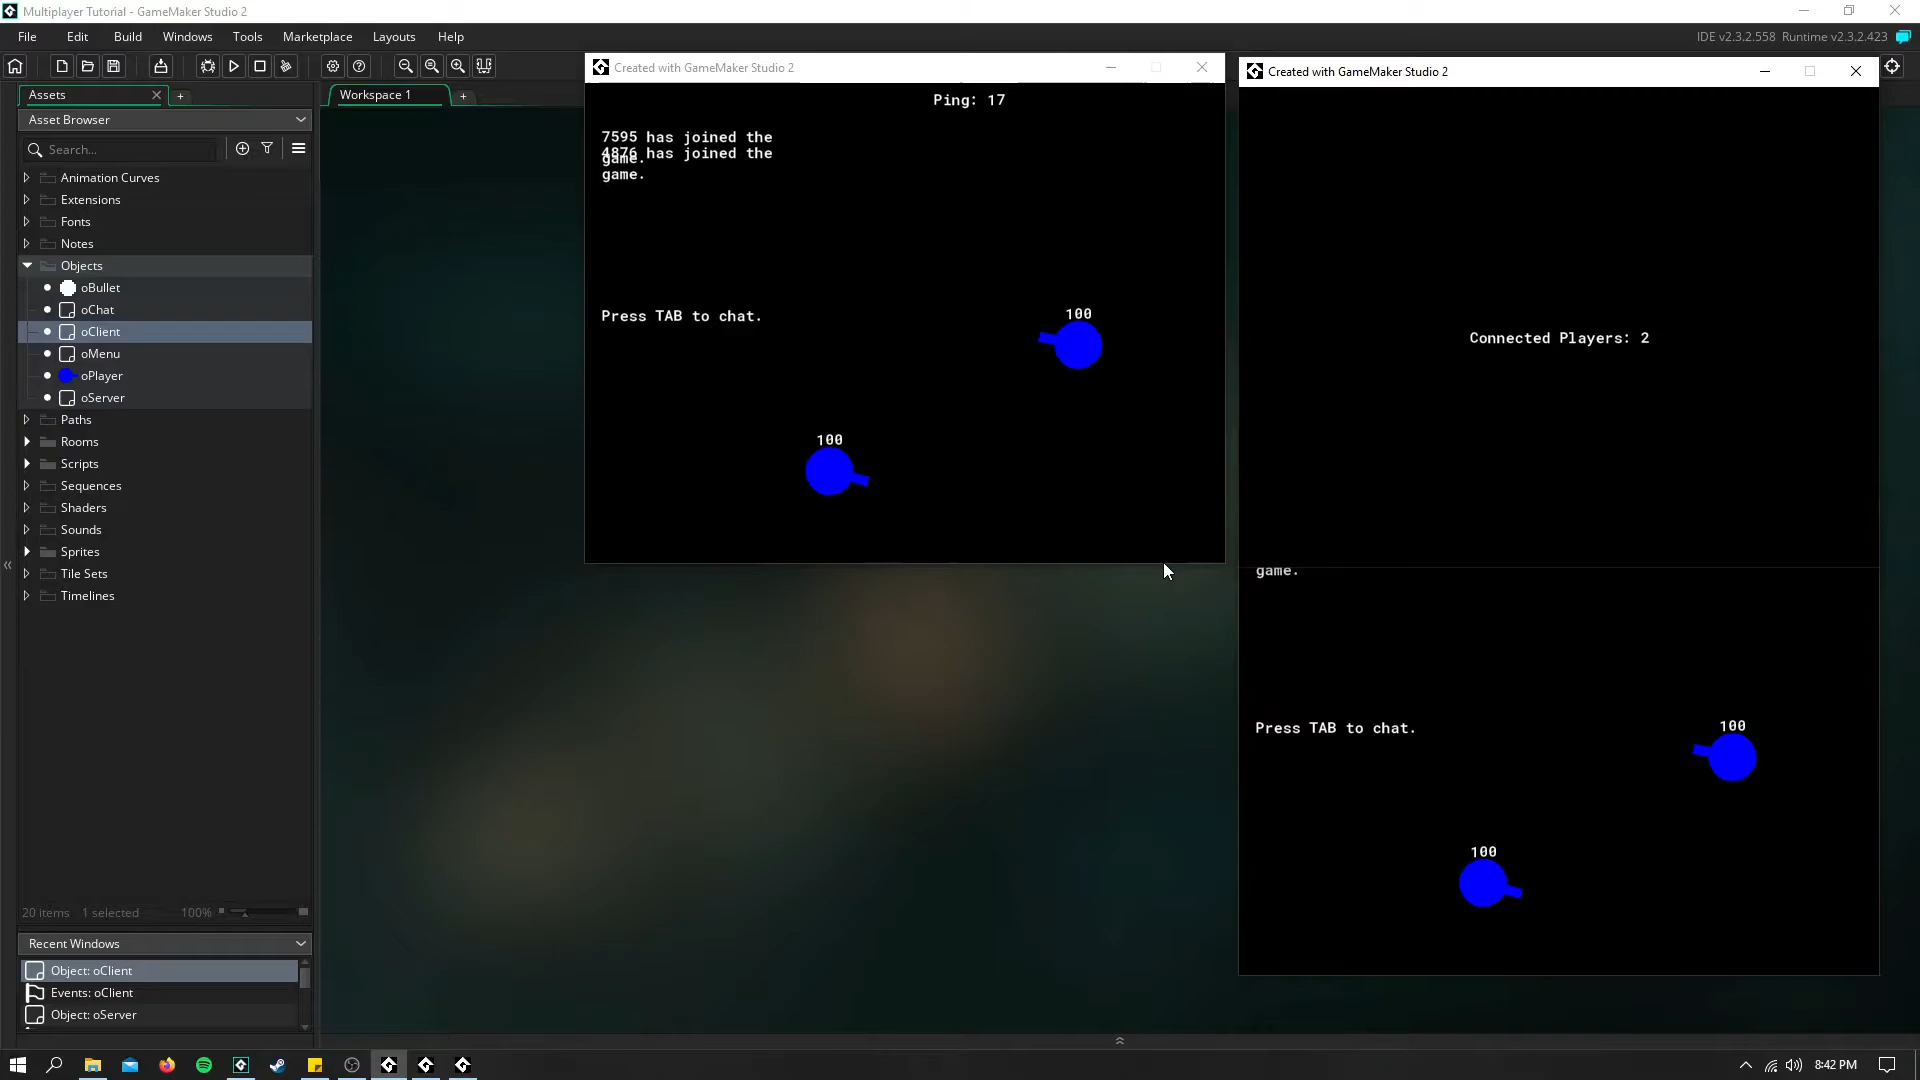 Multiplayer Tutorial - GameMaker Studio 2
File Edit Build Windows Tools Marketplace Layouts Help
IDE v2.3.2.558 Runtime v2.3.2.423
Assets
Workspace 1
Asset Browser
Search...
Animation Curves
Extensions
Fonts
Notes
Objects
oBullet
oChat
oClient
oMenu
oPlayer
oServer
Paths
Rooms
Scripts
Sequences
Shaders
Sounds
Sprites
Tile Sets
Timelines
20 items 1 selected 100%
Recent Windows
Object: oClient
Events: oClient
Object: oServer
Created with GameMaker Studio 2
Ping: 17
7595 has joined the
4876 has joined the
game.
game.
Press TAB to chat.
100
100
Created with GameMaker Studio 2
Connected Players: 2
game.
Press TAB to chat.
100
100
8:42 PM